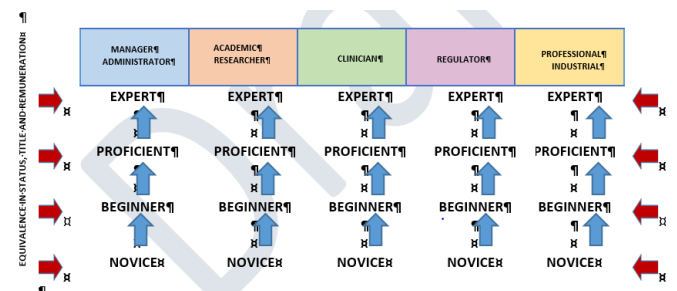 ¶
EQUIVALENCE·IN·STATUS,·TITLE·AND·REMUNERATION¤
MANAGER¶ ACADEMIC¶ CLINICIAN¶ REGULATOR¶ PROFESSIONAL¶
ADMINISTRATOR¶ RESEARCHER¶ INDUSTRIAL¶
EXPERT¶ EXPERT¶ EXPERT¶ EXPERT¶ EXPERT¶
¤ ¶ ¶ ¶ ¶ ¶ ¤
¤ ¤ ¤ ¤ ¤
PROFICIENT¶ PROFICIENT¶ PROFICIENT¶ PROFICIENT¶ PROFICIENT¶
¤ ¶ ¶ ¶ ¶ ¶ ¤
¤ ¤ ¤ ¤ ¤
BEGINNER¶ BEGINNER¶ BEGINNER¶ BEGINNER¶ BEGINNER¶
¤ ¶ ¶ ¶ ¶ ¤
¤ ¤ ¤ ¤ ¤
NOVICE¤ NOVICE¤ NOVICE¤ NOVICE¤ NOVICE¤
¤ ¤
¶